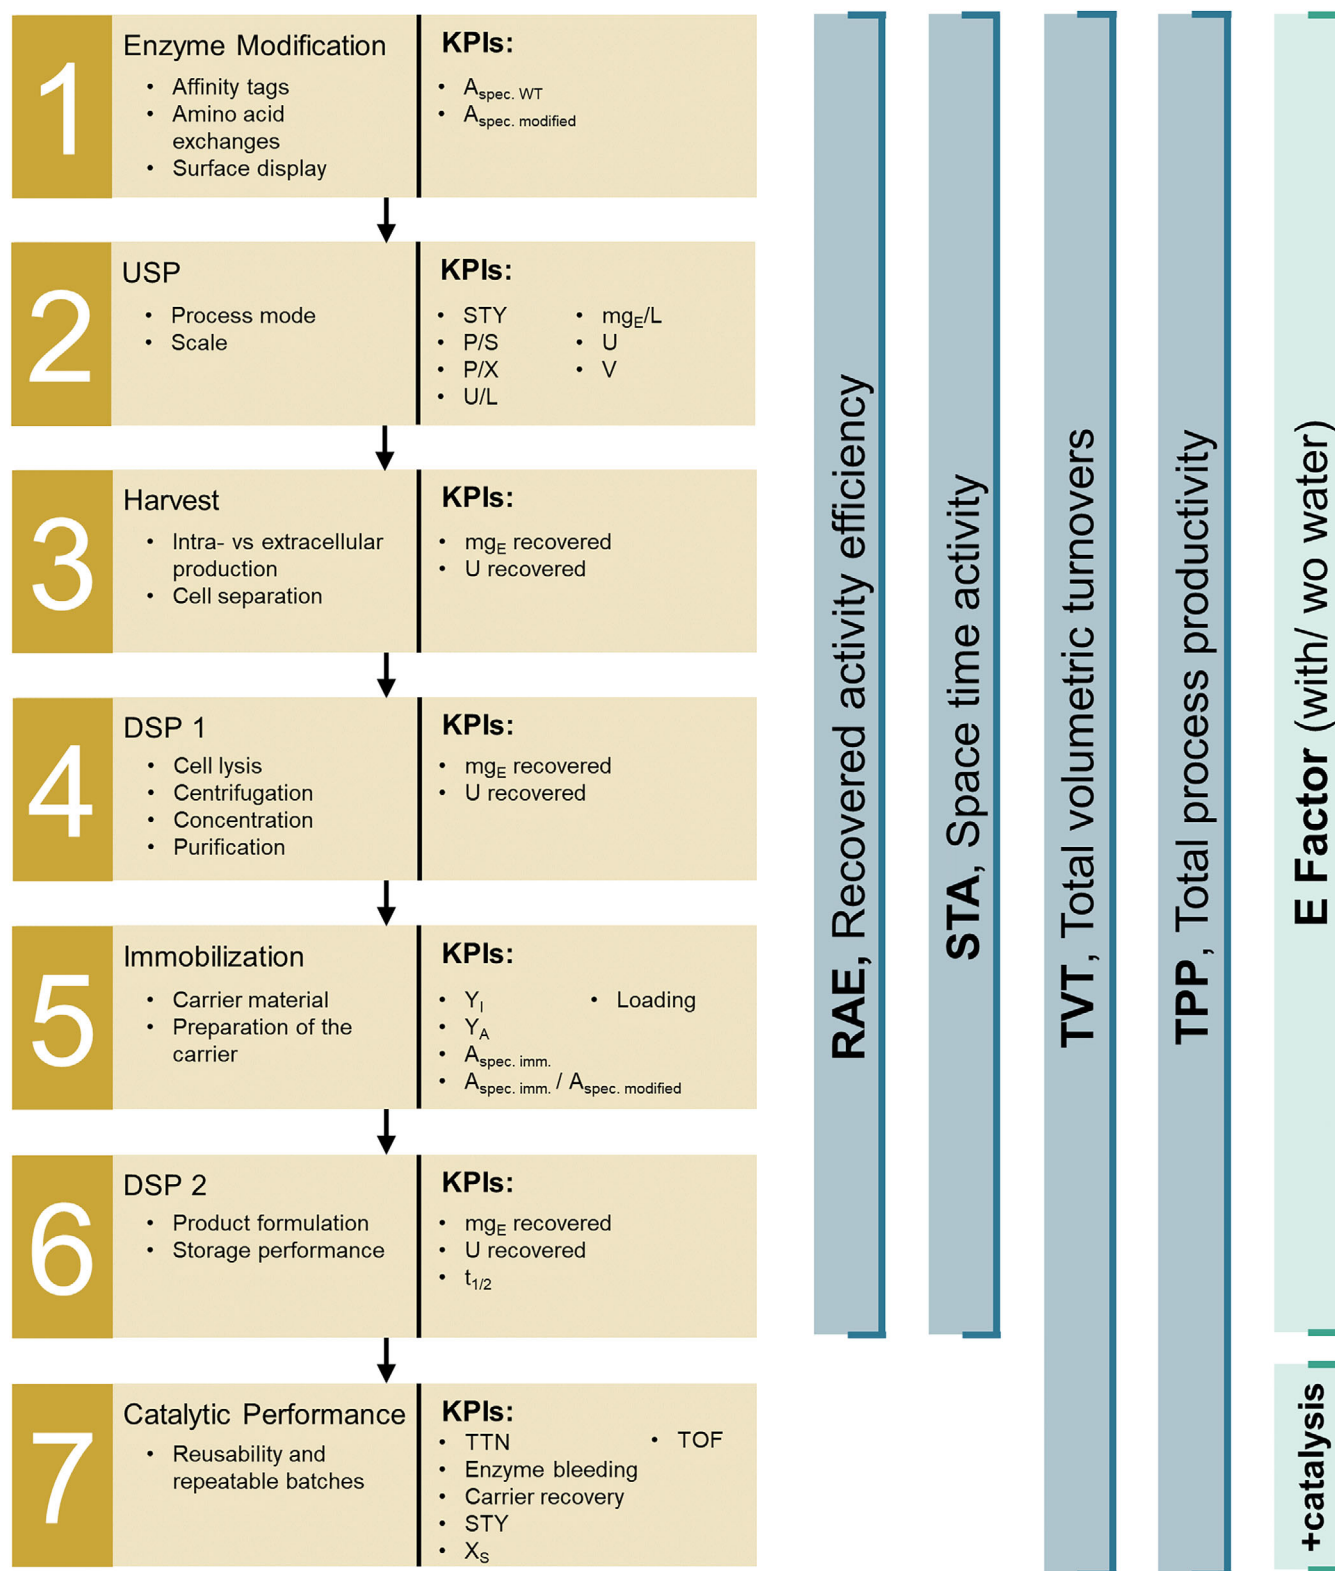 1
Enzyme Modification
• Affinity tags
• Amino acid
exchanges
• Surface display
KPIs:
• Aspec. WT
• Aspec. modified
2
USP
• Process mode
• Scale
KPIs:
• STY
• P/S
• P/X
• U/L
• mgE/L
• U
• V
3
Harvest
• Intra- vs extracellular
production
• Cell separation
KPIs:
• mgE recovered
• U recovered
4
DSP 1
• Cell lysis
• Centrifugation
• Concentration
• Purification
KPIs:
• mgE recovered
• U recovered
5
Immobilization
• Carrier material
• Preparation of the
carrier
KPIs:
• YI
• YA
• Aspec. imm.
• Aspec. imm. / Aspec. modified
• Loading
6
DSP 2
• Product formulation
• Storage performance
KPIs:
• mgE recovered
• U recovered
• t1/2
7
Catalytic Performance
• Reusability and
repeatable batches
KPIs:
• TTN
• Enzyme bleeding
• Carrier recovery
• STY
• XS
• TOF
RAE, Recovered activity efficiency
STA, Space time activity
TVT, Total volumetric turnovers
TPP, Total process productivity
E Factor (with/ wo water)
+catalysis